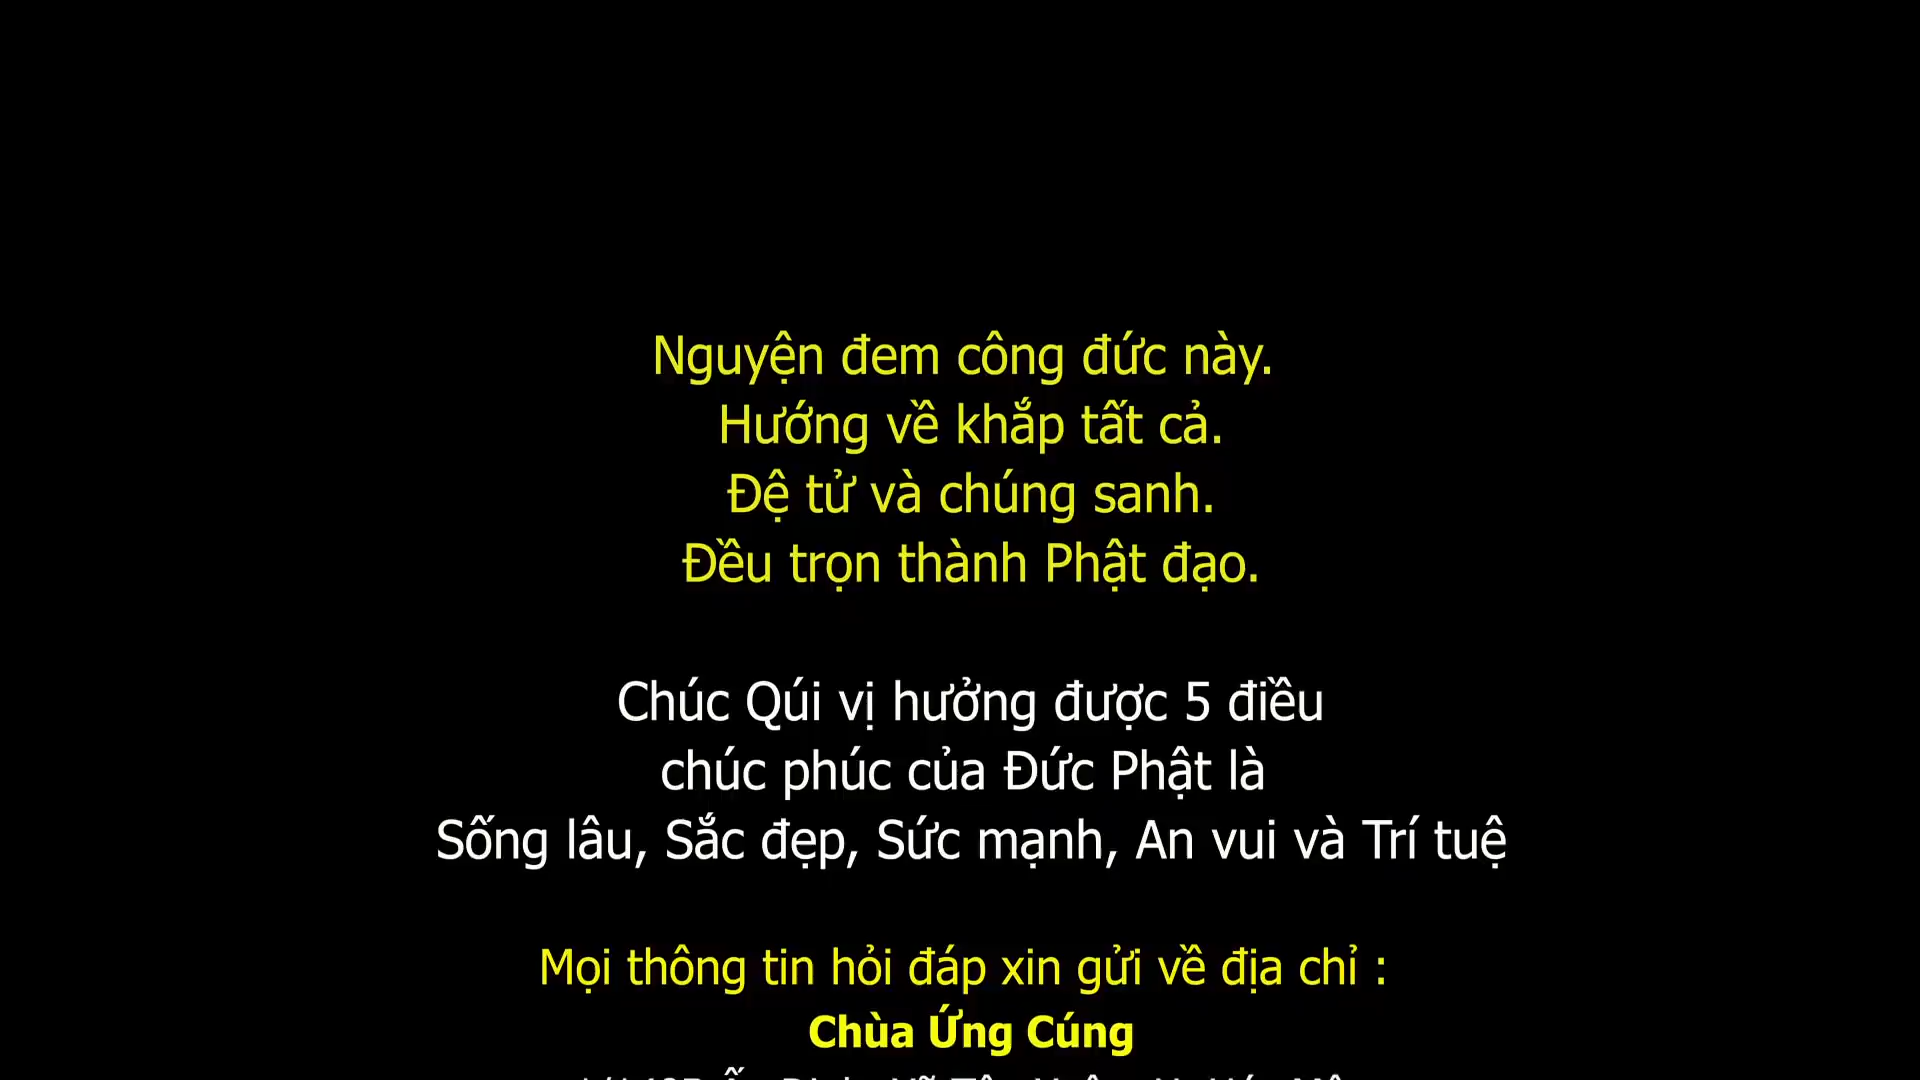 Nguyện đem công đức này.
Hướng về khắp tất cả.
Đệ tử và chúng sanh.
Đều trọn thành Phật đạo.
Chúc Qúi vị hưởng được 5 điều
chúc phúc của Đức Phật là
Sống lâu, Sắc đẹp, Sức mạnh, An vui và Trí tuệ
Mọi thông tin hỏi đáp xin gửi về địa chỉ :
Chùa Ứng Cúng